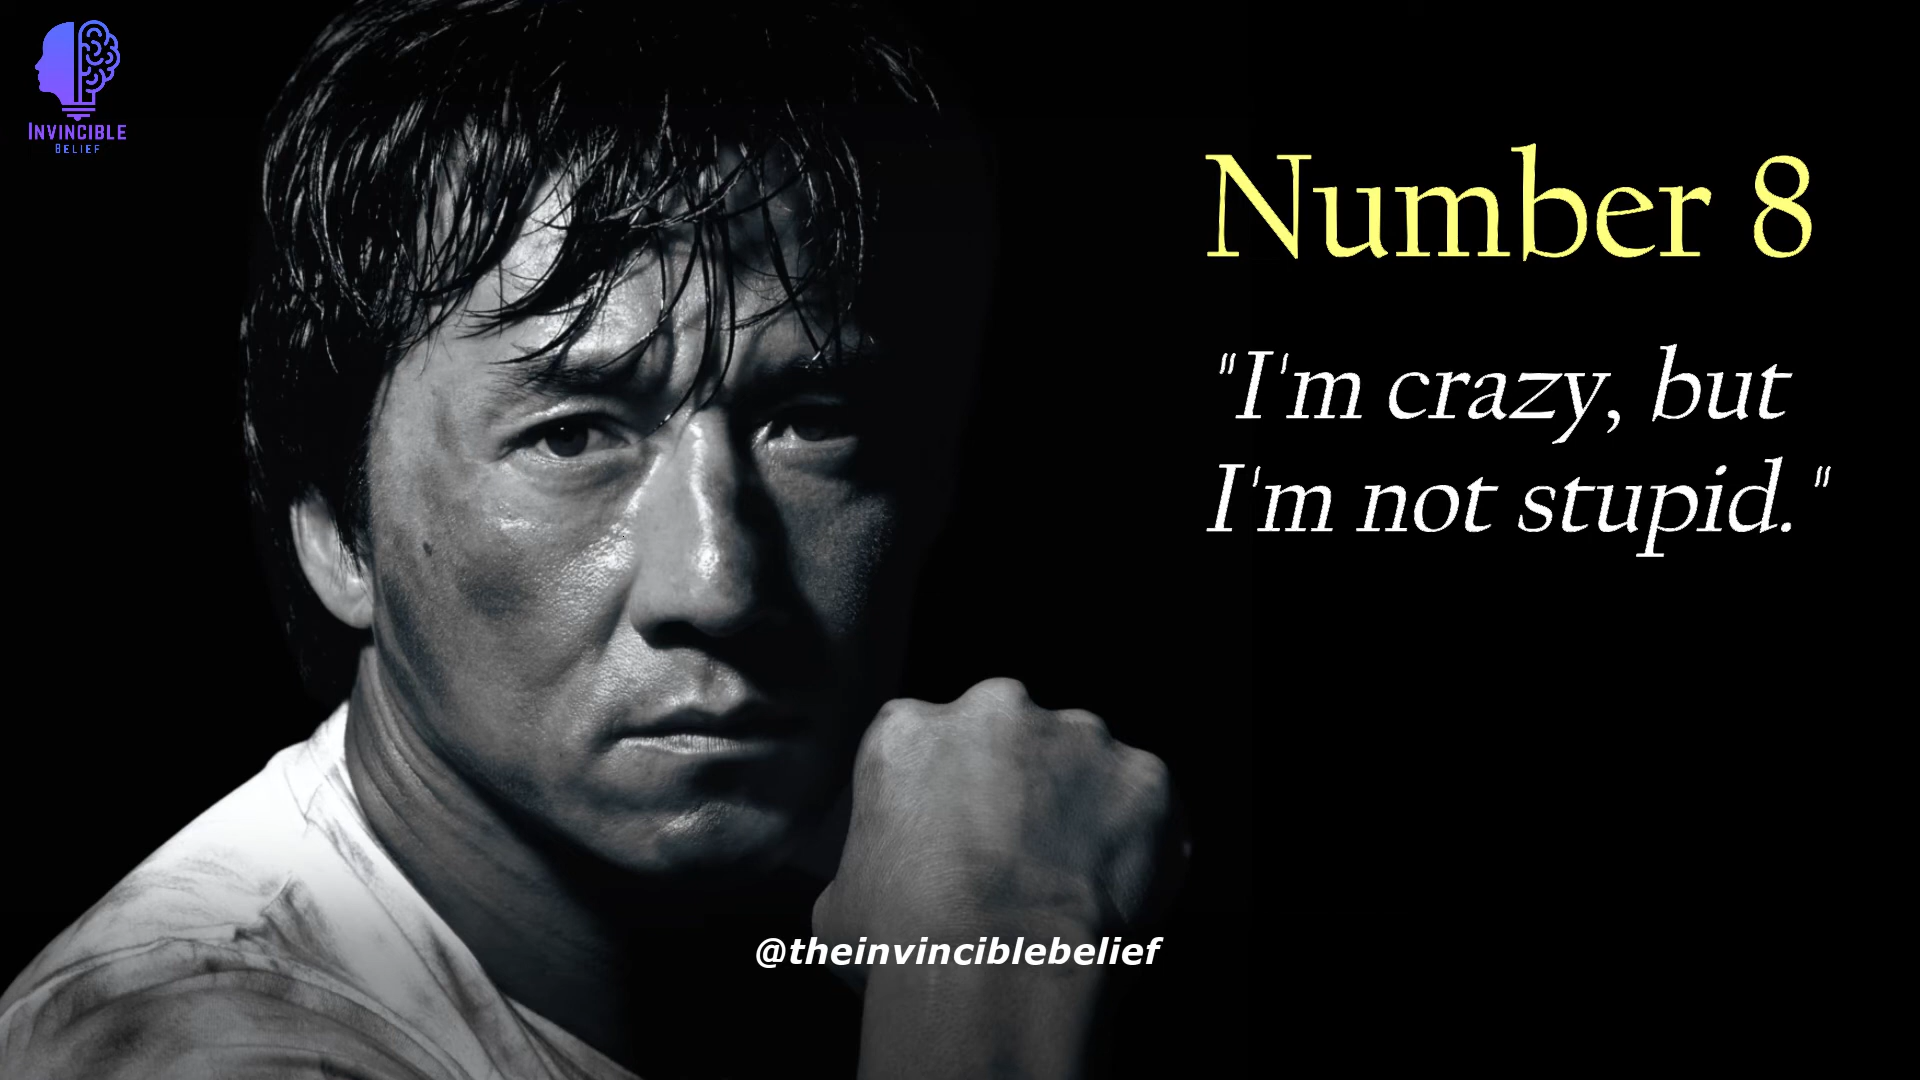 INVINCIBLE
BELIEF
Number 8
"I'm crazy, but
I'm not stupid."
@theinvinciblebelief